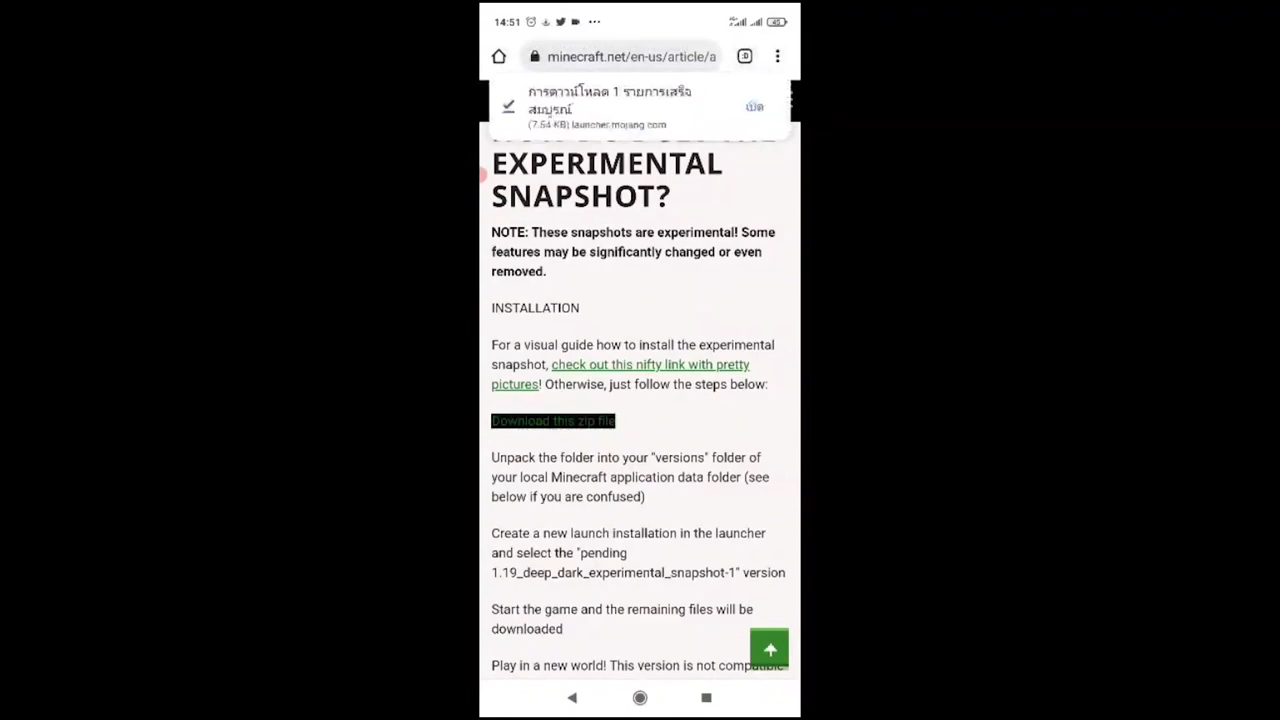 14:51
45
minecraft.net/en-us/article/a
:D
การดาวน์โหลด 1 รายการเสร็จ
สมบูรณ์
เปิด
(7.54 KB) launcher.mojang.com
EXPERIMENTAL
SNAPSHOT?
NOTE: These snapshots are experimental! Some
features may be significantly changed or even
removed.
INSTALLATION
For a visual guide how to install the experimental
snapshot, check out this nifty link with pretty
pictures! Otherwise, just follow the steps below:
Download this zip file
Unpack the folder into your "versions" folder of
your local Minecraft application data folder (see
below if you are confused)
Create a new launch installation in the launcher
and select the "pending
1.19_deep_dark_experimental_snapshot-1" version
Start the game and the remaining files will be
downloaded
Play in a new world! This version is not compatible